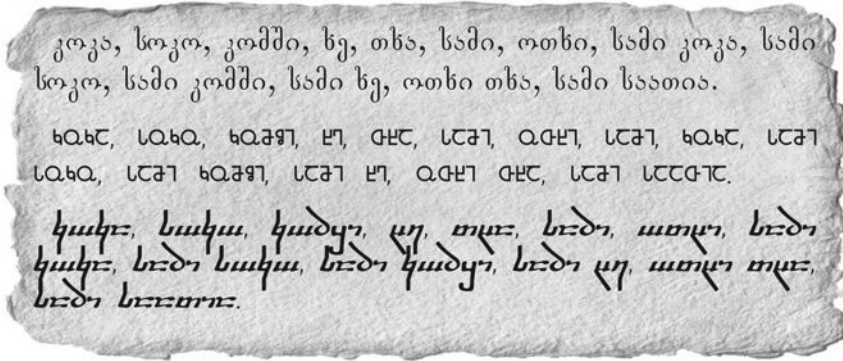 კოკა, სოკო, კომში, ხე, თხა, სამი, ოთხი, სამი კოკა, სამი
სოკო, სამი კომში, სამი ხე, ოთხი თხა, სამი საათია.
ႩႭႩႠ, ႱႭႩႭ, ႩႭႫႸႨ, ႾႤ, ႧႾႠ, ႱႠႫႨ, ႭႧႾႨ, ႱႠႫႨ, ႩႭႩႠ, ႱႠႫႨ
ႱႭႩႭ, ႱႠႫႨ ႩႭႫႸႨ, ႱႠႫႨ ႾႤ, ႭႧႾႨ ႧႾႠ, ႱႠႫႨ ႱႠႠႧႨႠ.
ⴉⴍⴉⴀ, ⴑⴍⴉⴍ, ⴉⴍⴋⴘⴈ, ⴞⴄ, ⴇⴞⴀ, ⴑⴀⴋⴈ, ⴍⴇⴞⴈ, ⴑⴀⴋⴈ
ⴉⴍⴉⴀ, ⴑⴀⴋⴈ ⴑⴍⴉⴍ, ⴑⴀⴋⴈ ⴉⴍⴋⴘⴈ, ⴑⴀⴋⴈ ⴞⴄ, ⴍⴇⴞⴈ ⴇⴞⴀ,
ⴑⴀⴋⴈ ⴑⴀⴀⴇⴈⴀ.